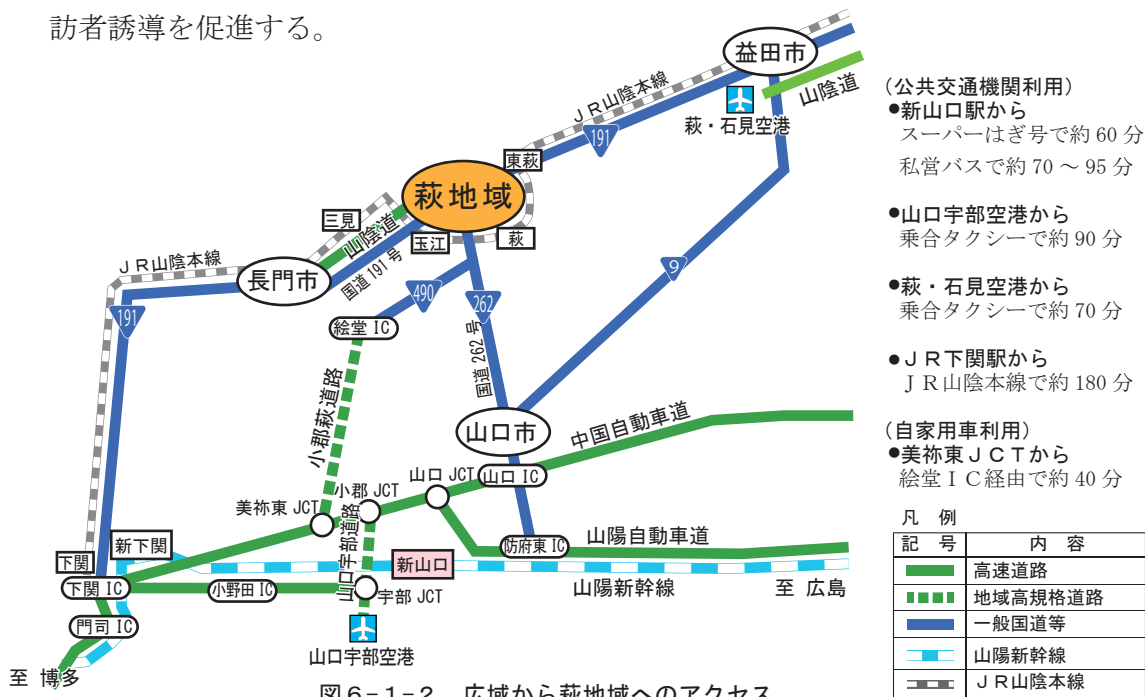 訪者誘導を促進する。
益田市
JR山陰本線
山陰道
萩・石見空港
191
東萩
萩地域
三見
山陰道
玉江
萩
JR山陰本線
長門市
国道191号
9
490
262
191
絵堂 IC
国道262号
小郡萩道路
山口市
中国自動車道
山口 JCT
山口 IC
小郡 JCT
美祢東 JCT
山口宇部道路
山陽自動車道
防府東 IC
新下関
新山口
下関
下関 IC
小野田 IC
宇部 JCT
山陽新幹線
至 広島
門司 IC
山口宇部空港
至 博多
(公共交通機関利用)
●新山口駅から
スーパーはぎ号で約 60 分
私営バスで約 70 ～ 95 分
●山口宇部空港から
乗合タクシーで約 90 分
●萩・石見空港から
乗合タクシーで約 70 分
●ＪＲ下関駅から
ＪＲ山陰本線で約 180 分
(自家用車利用)
●美祢東ＪＣＴから
絵堂ＩＣ経由で約 40 分
凡 例
記 号 内 容
高速道路
地域高規格道路
一般国道等
山陽新幹線
ＪＲ山陰本線
図6-1-2 広域から萩地域へのアクセス